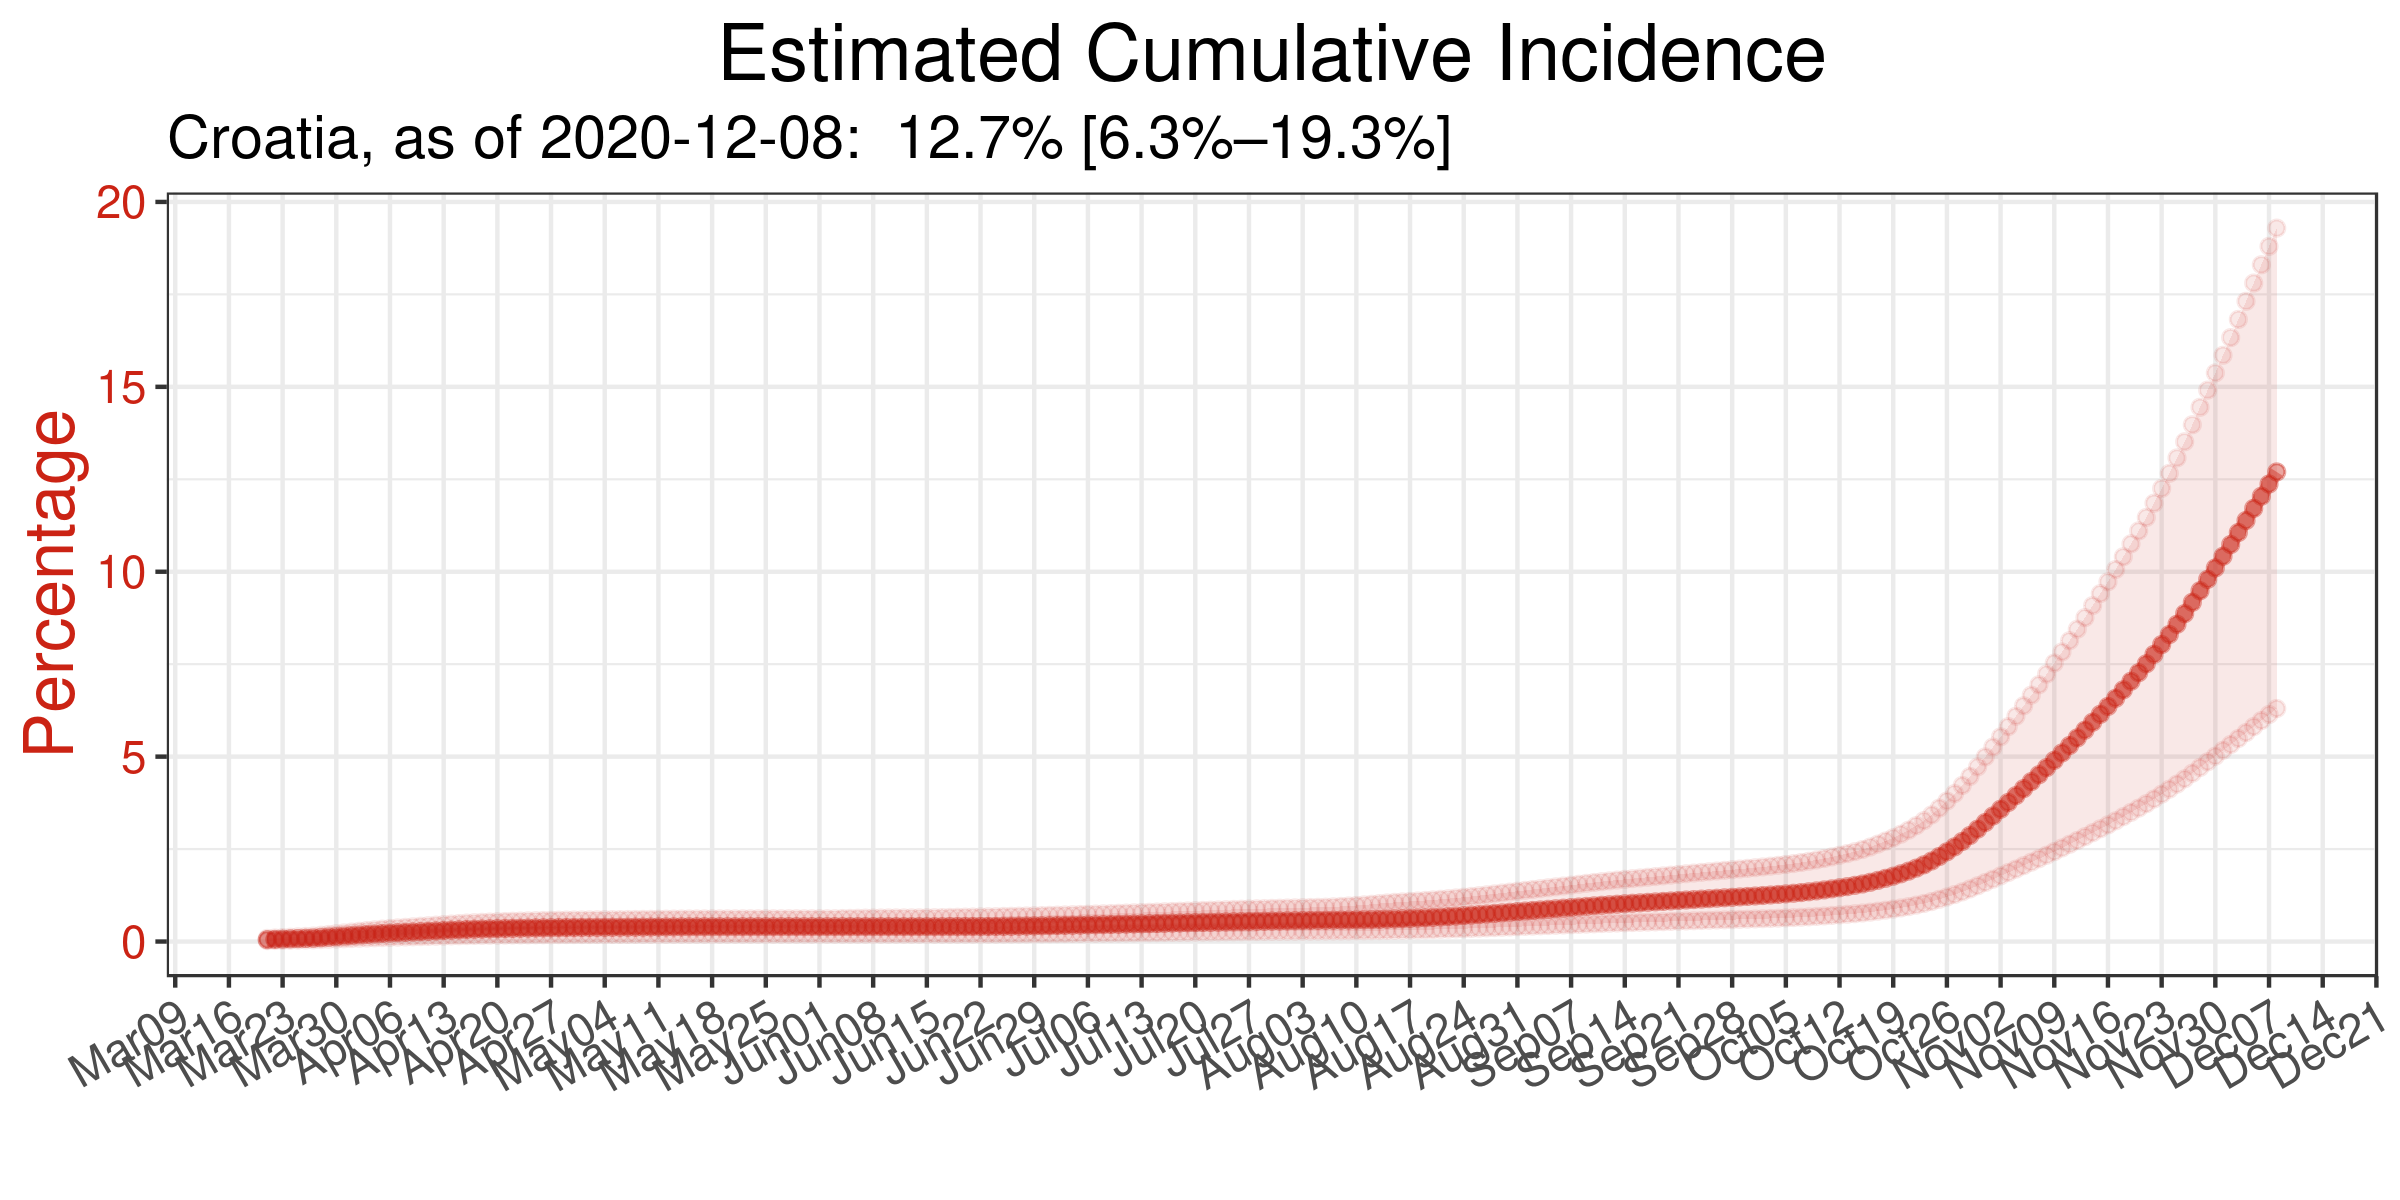 Estimated Cumulative Incidence
Croatia, as of 2020-12-08:  12.7% [6.3%–19.3%]
Percentage
20
15
10
5
0
Mar09
Mar16
Mar23
Mar30
Apr06
Apr13
Apr20
Apr27
May04
May11
May18
May25
Jun01
Jun08
Jun15
Jun22
Jun29
Jul06
Jul13
Jul20
Jul27
Aug03
Aug10
Aug17
Aug24
Aug31
Sep07
Sep14
Sep21
Sep28
Oct05
Oct12
Oct19
Oct26
Nov02
Nov09
Nov16
Nov23
Nov30
Dec07
Dec14
Dec21